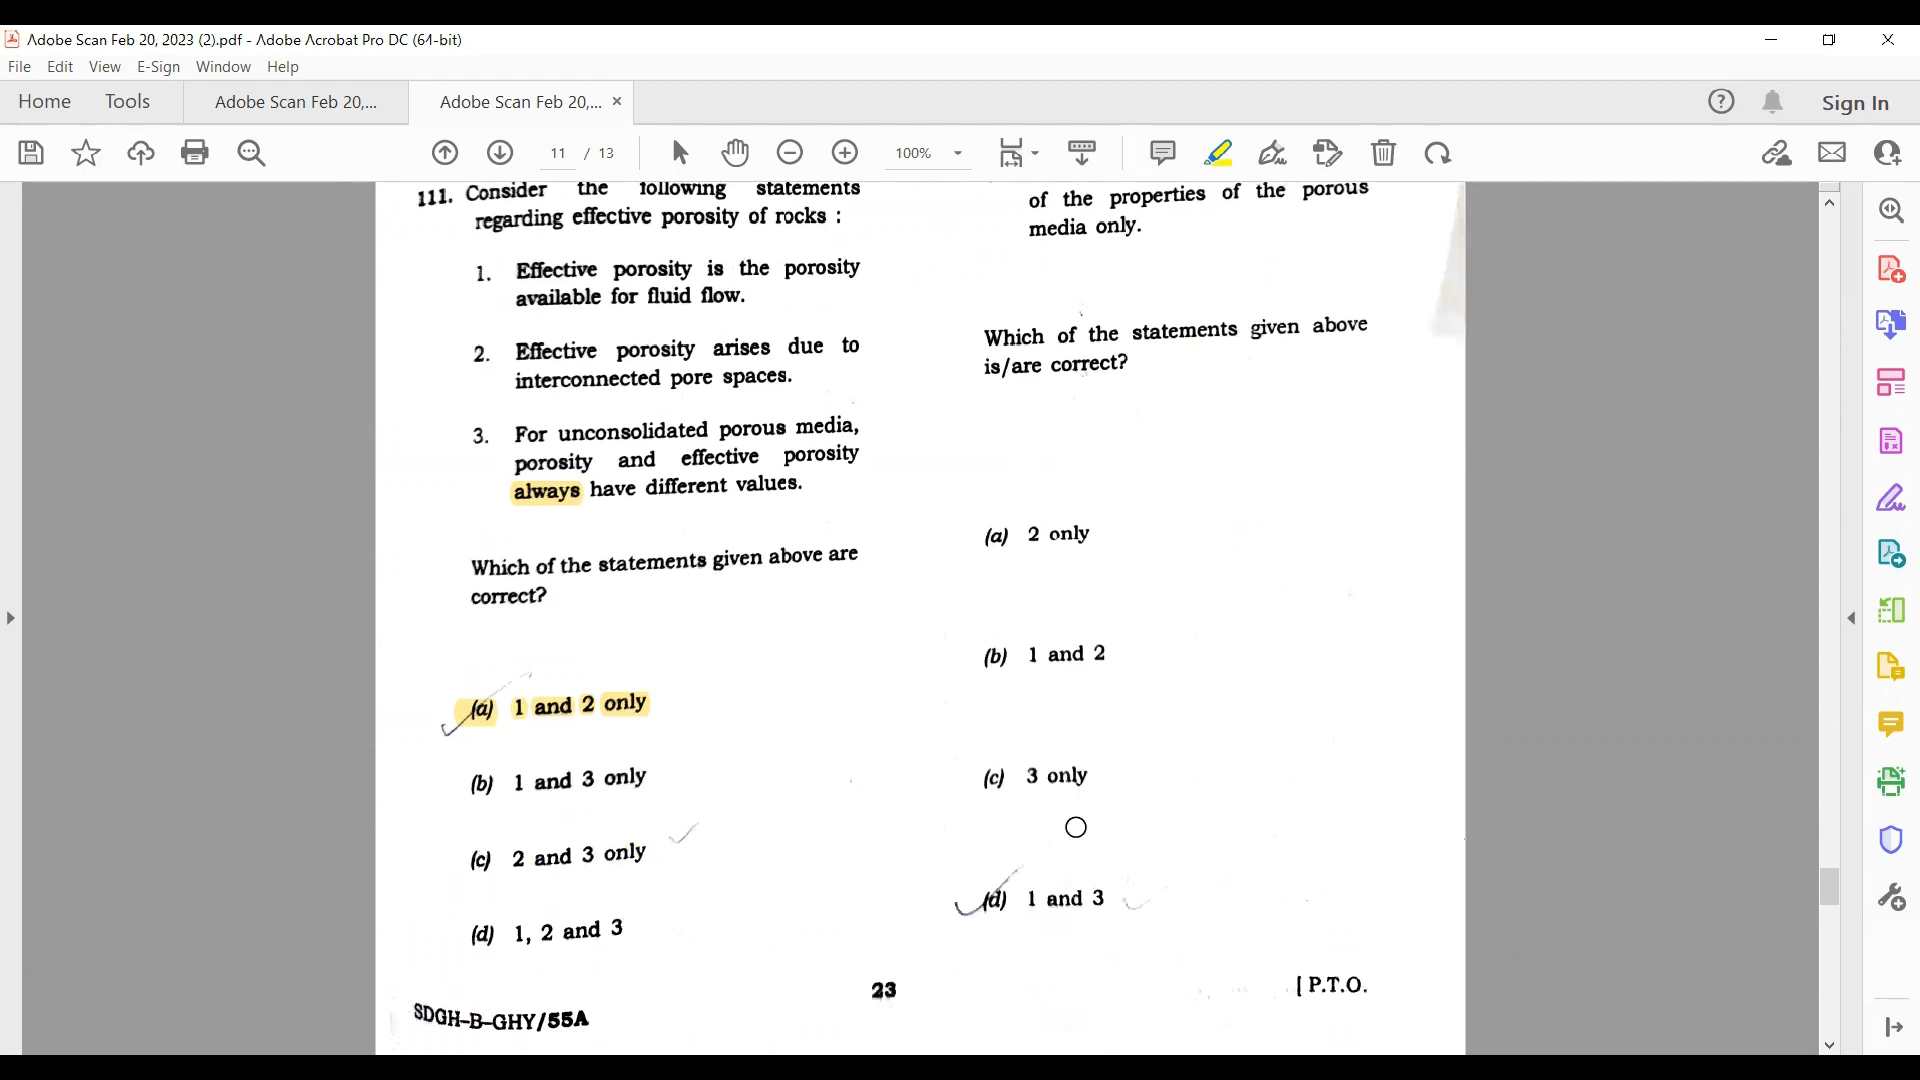 Adobe Scan Feb 20, 2023 (2).pdf - Adobe Acrobat Pro DC (64-bit)
File Edit View E-Sign Window Help
Home Tools Adobe Scan Feb 20,... Adobe Scan Feb 20,... × Sign In
11 / 13 100%
111. Consider the following statements
regarding effective porosity of rocks :
1. Effective porosity is the porosity
available for fluid flow.
2. Effective porosity arises due to
interconnected pore spaces.
3. For unconsolidated porous media,
porosity and effective porosity
always have different values.
Which of the statements given above are
correct?
(a) 1 and 2 only
(b) 1 and 3 only
(c) 2 and 3 only
(d) 1, 2 and 3
of the properties of the porous
media only.
Which of the statements given above
is/are correct?
(a) 2 only
(b) 1 and 2
(c) 3 only
(d) 1 and 3
23
[ P.T.O.
SDGH-B-GHY/55A